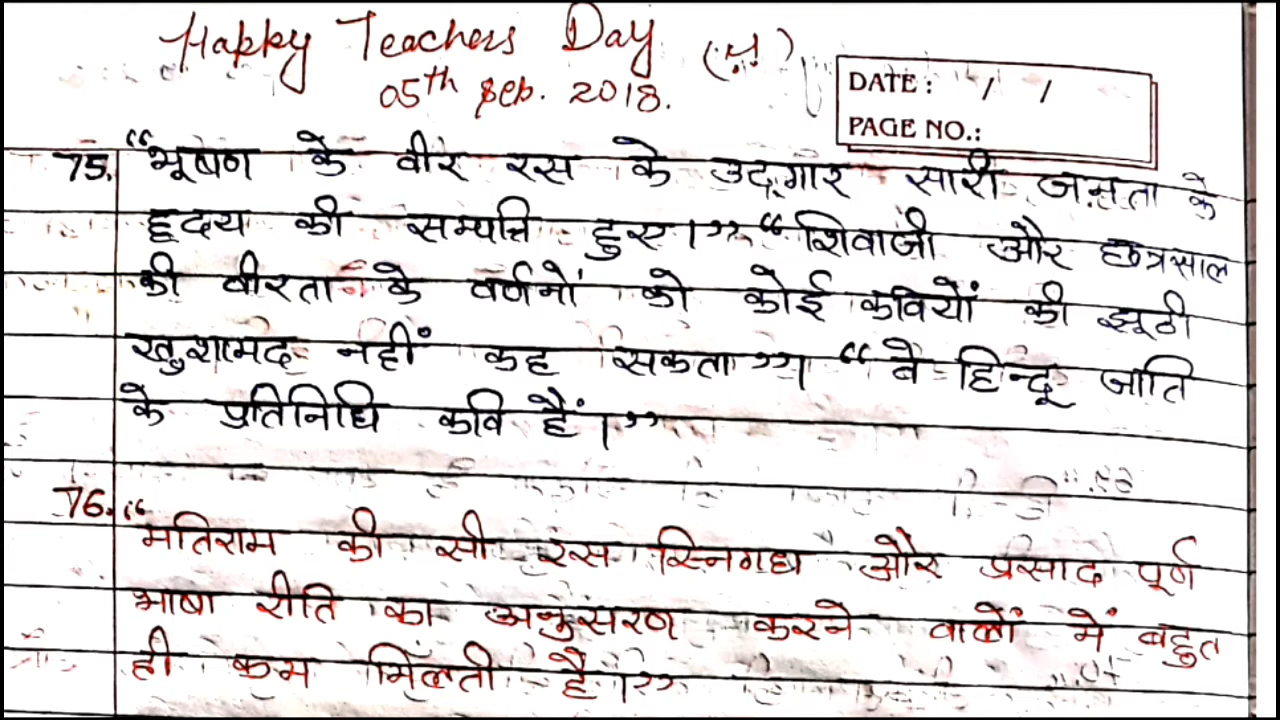 Happy Teachers Day
05th Sep. 2018.
DATE : / /
PAGE NO.:
75. “भूषण के वीर रस के उद्गार सारी जनता के
हृदय की सम्पत्ति हुए।” “शिवाजी और छत्रसाल
की वीरता के वर्णनों को कोई कवियों की झूठी
खुशामद नहीं कह सकता”। “वे हिन्दू जाति
के प्रतिनिधि कवि हैं।”
76. “मतिराम की सी रस स्निगद्य और प्रसाद पूर्ण
भाषा रीति का अनुसरण करने वालों में बहुत
ही कम मिलती है।”